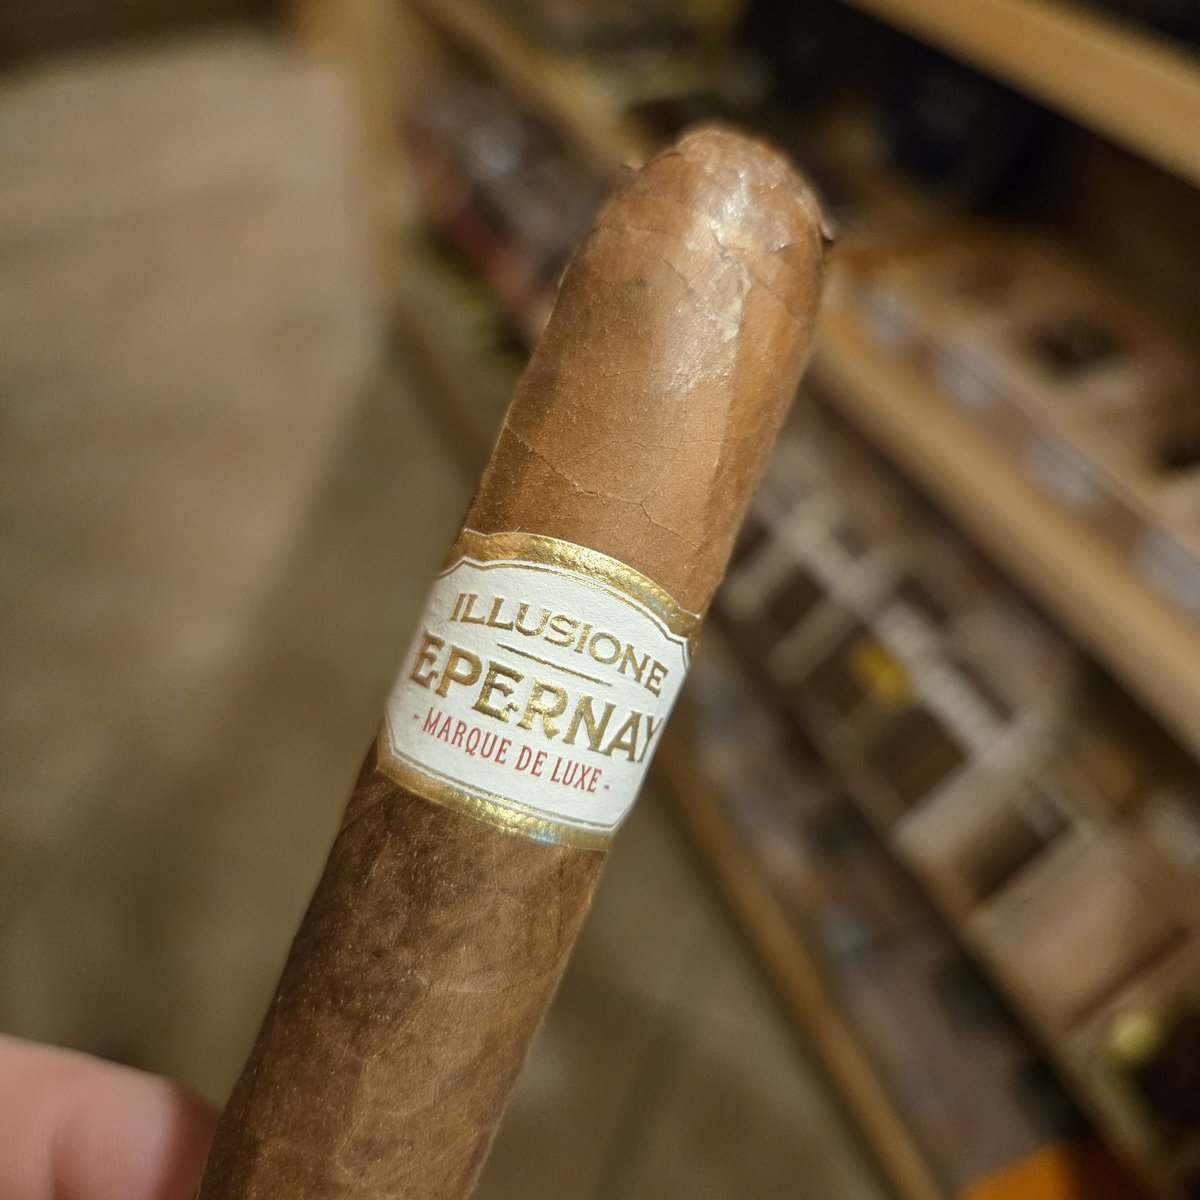 ILLUSIONE
EPERNAY
- MARQUE DE LUXE -